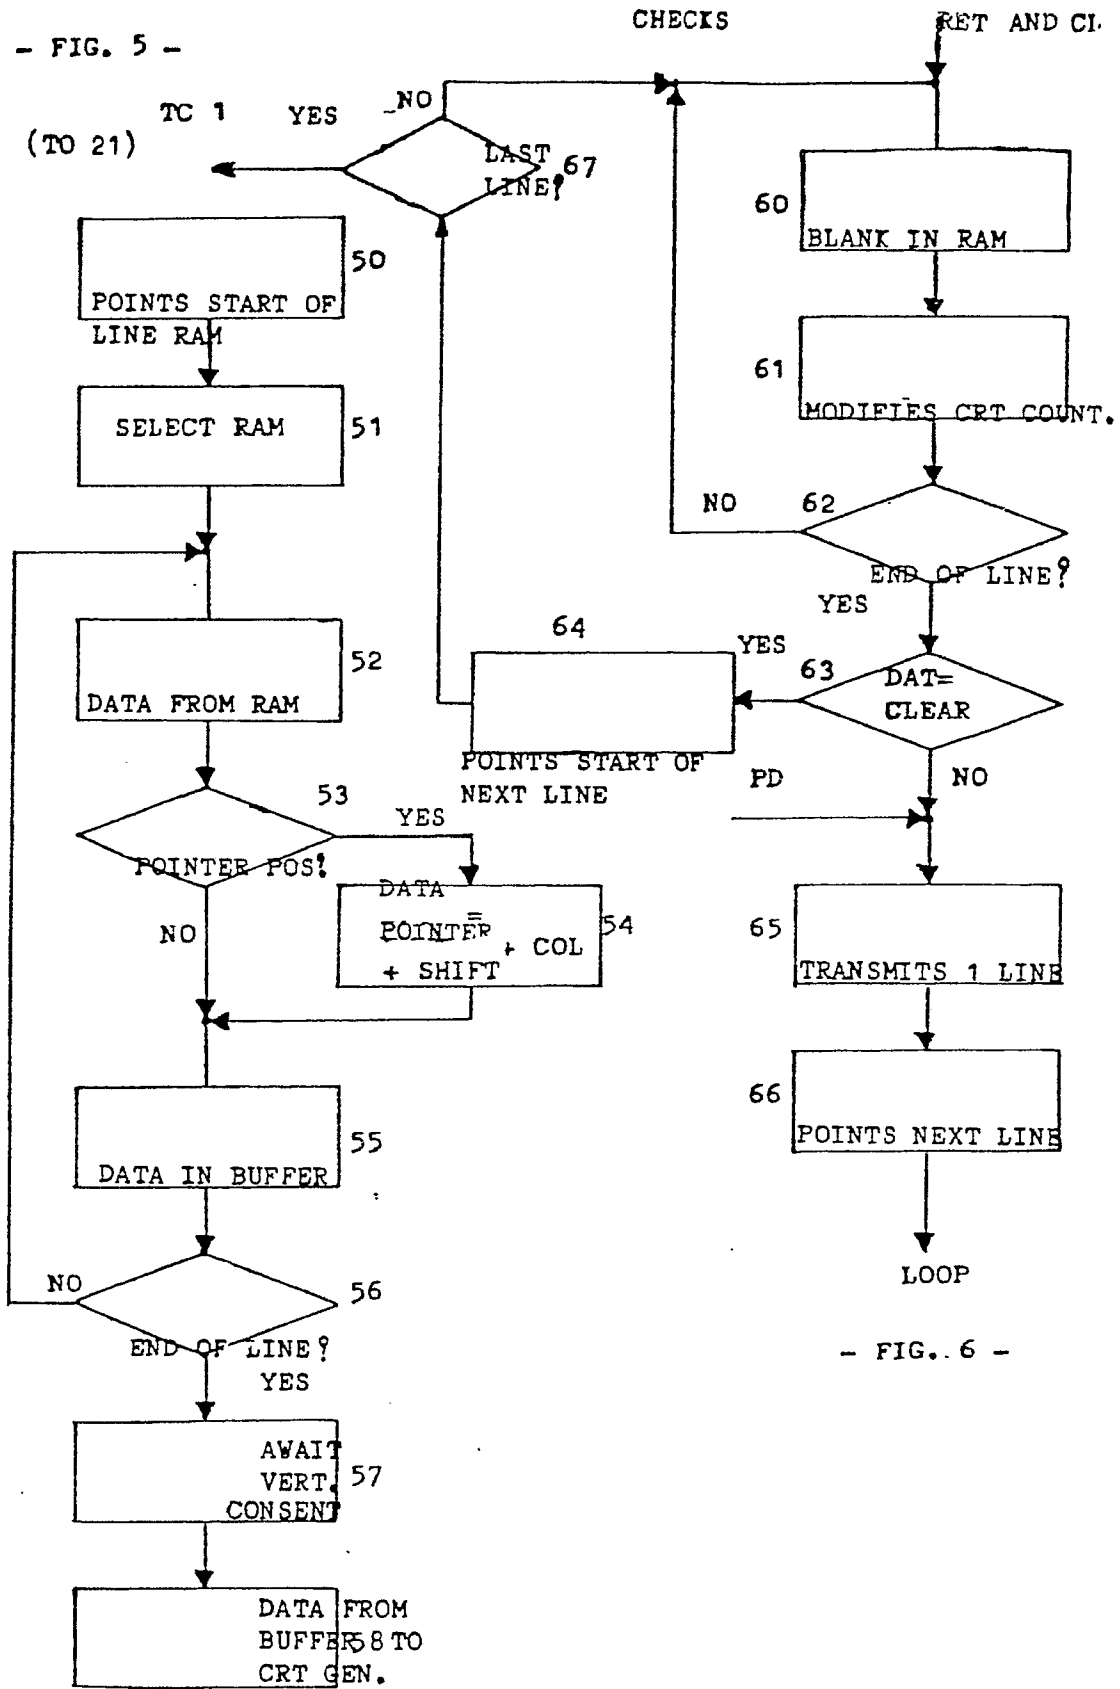 CHECKS
RET AND CL
- FIG. 5 -
TC 1
YES
NO
(TO 21)
LAST
LINE?
67
60
BLANK IN RAM
50
POINTS START OF
LINE RAM
61
MODIFIES CRT COUNT.
SELECT RAM
51
NO
62
END OF LINE?
YES
64
YES
63
DAT=
CLEAR
52
DATA FROM RAM
POINTS START OF
NEXT LINE
PD
NO
53
YES
POINTER POS?
DATA
=
POINTER
+ COL
+ SHIFT
54
NO
65
TRANSMITS 1 LINE
66
POINTS NEXT LINE
55
DATA IN BUFFER
LOOP
NO
56
END OF LINE?
YES
- FIG. 6 -
AWAIT
VERT.
CONSENT
57
DATA FROM
BUFFER 58 TO
CRT GEN.